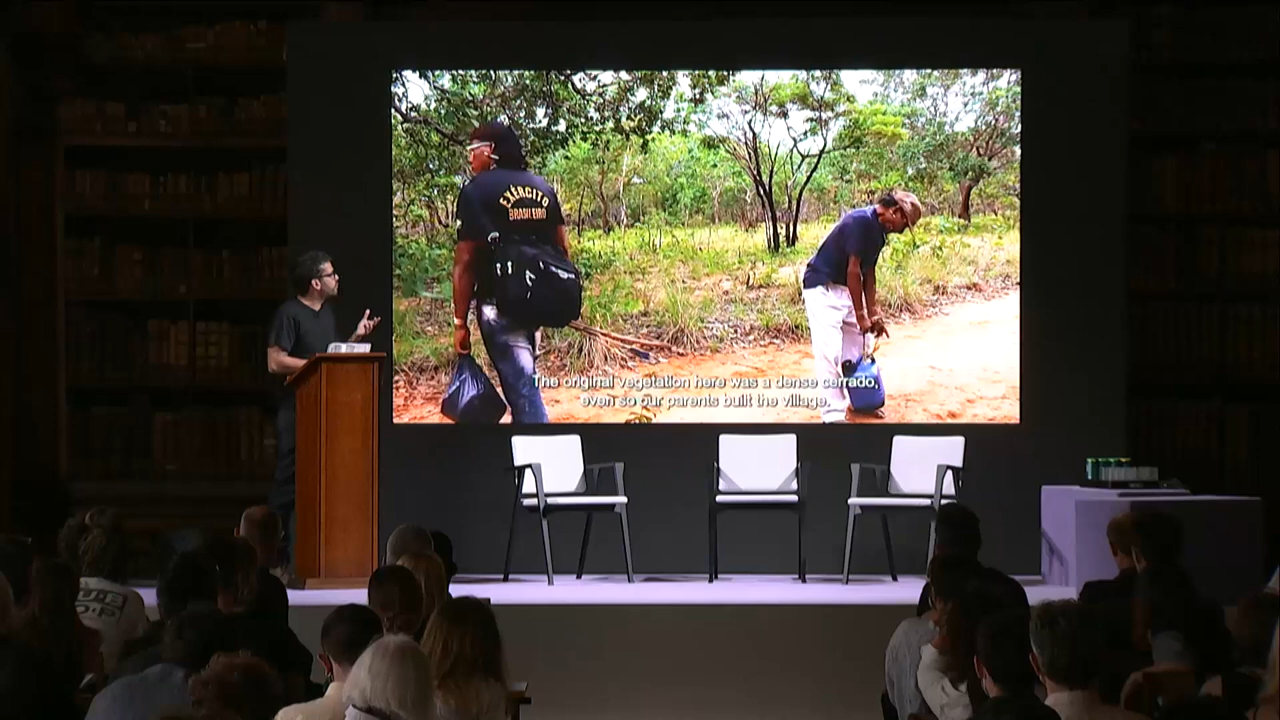 EXÉRCITO
BRASILEIRO
The original vegetation here was a dense cerrado,
even so our parents built the village.